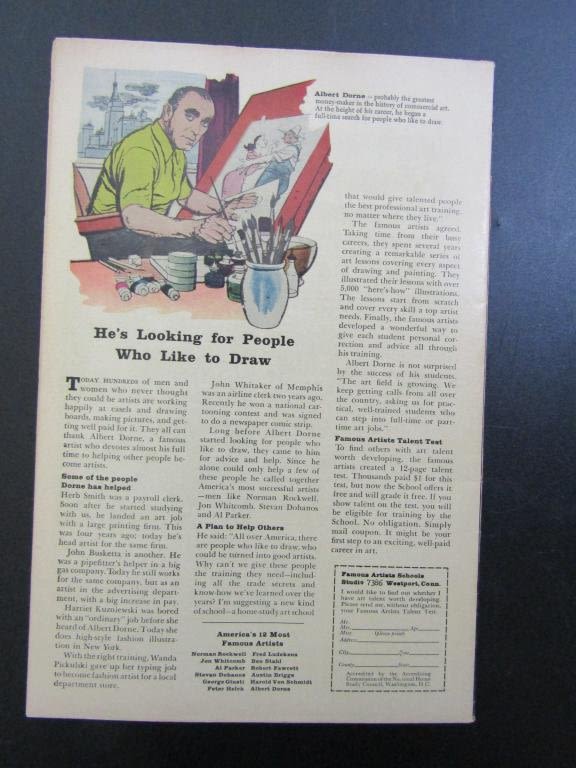 Albert Dorne — probably the greatest
money-maker in the history of commercial art.
At the height of his career, he began a
full-time search for people who like to draw.
He's Looking for People
Who Like to Draw
TODAY HUNDREDS of men and
women who never thought
they could be artists are working
happily at easels and drawing
boards, making pictures, and get-
ting well paid for it. They all can
thank Albert Dorne, a famous
artist who devotes almost his full
time to helping other people be-
come artists.
Some of the people
Dorne has helped
Herb Smith was a payroll clerk.
Soon after he started studying
with us, he landed an art job
with a large printing firm. This
was four years ago; today he's
head artist for the same firm.
John Busketta is another. He
was a pipefitter's helper in a big
gas company. Today he still works
for the same company, but as an
artist in the advertising depart-
ment, with a big increase in pay.
Harriet Kuzniewski was bored
with an "ordinary" job before she
heard of Albert Dorne. Today she
does high-style fashion illustra-
tion in New York.
With the right training, Wanda
Pickulski gave up her typing job
to become fashion artist for a local
department store.
John Whitaker of Memphis
was an airline clerk two years ago.
Recently he won a national car-
tooning contest and was signed
to do a newspaper comic strip.
Long before Albert Dorne
started looking for people who
like to draw, they came to him
for advice and help. Since he
alone could only help a few of
these people he called together
America's most successful artists
—men like Norman Rockwell,
Jon Whitcomb, Stevan Dohanos
and Al Parker.
A Plan to Help Others
He said: "All over America, there
are people who like to draw, who
could be turned into good artists.
Why can't we give these people
the training they need—includ-
ing all the trade secrets and
know-how we've learned over the
years? I'm suggesting a new kind
of school—a home-study art school
America's 12 Most
Famous Artists
Norman Rockwell Fred Ludekens
Jon Whitcomb Ben Stahl
Al Parker Robert Fawcett
Stevan Dohanos Austin Briggs
George Giusti Harold Von Schmidt
Peter Helck Albert Dorne
that would give talented people
the best professional art training,
no matter where they live."
The famous artists agreed.
Taking time from their busy
careers, they spent several years
creating a remarkable series of
art lessons covering every aspect
of drawing and painting. They
illustrated their lessons with over
5,000 "here's-how" illustrations.
The lessons start from scratch
and cover every skill a top artist
needs. Finally, the famous artists
developed a wonderful way to
give each student personal cor-
rection and advice all through
his training.
Albert Dorne is not surprised
by the success of his students.
"The art field is growing. We
keep getting calls from all over
the country, asking us for prac-
tical, well-trained students who
can step into full-time or part-
time art jobs."
Famous Artists Talent Test
To find others with art talent
worth developing, the famous
artists created a 12-page talent
test. Thousands paid $1 for this
test, but now the School offers it
free and will grade it free. If you
show talent on the test, you will
be eligible for training by the
School. No obligation. Simply
mail coupon. It might be your
first step to an exciting, well-paid
career in art.
Famous Artists Schools
Studio 7386 Westport, Conn.
I would like to find out whether I
have art talent worth developing.
Please send me, without obligation,
your Famous Artists Talent Test.
Mr.
Mrs. Age
Miss (please print)
Address
City Zone
County State
Accredited by the Accrediting
Commission of the National Home
Study Council, Washington, D.C.